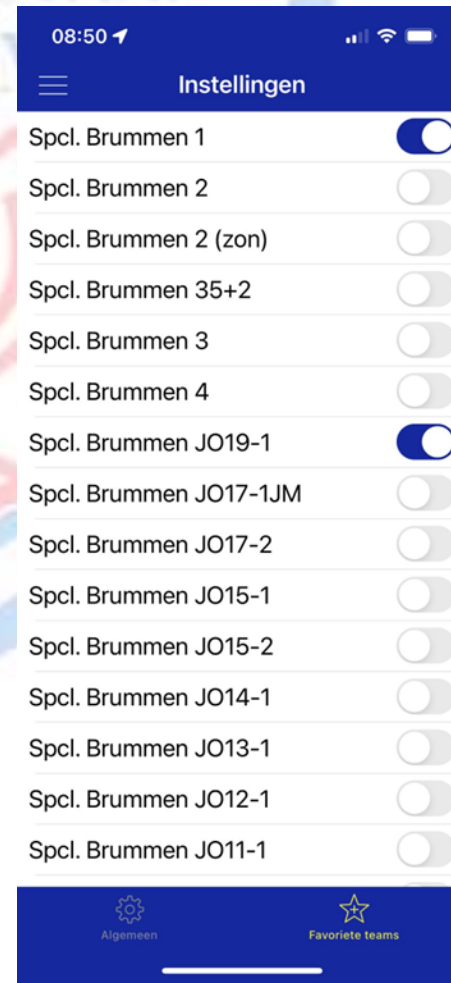 08:50
Instellingen
Spcl. Brummen 1
Spcl. Brummen 2
Spcl. Brummen 2 (zon)
Spcl. Brummen 35+2
Spcl. Brummen 3
Spcl. Brummen 4
Spcl. Brummen JO19-1
Spcl. Brummen JO17-1JM
Spcl. Brummen JO17-2
Spcl. Brummen JO15-1
Spcl. Brummen JO15-2
Spcl. Brummen JO14-1
Spcl. Brummen JO13-1
Spcl. Brummen JO12-1
Spcl. Brummen JO11-1
Algemeen
Favoriete teams